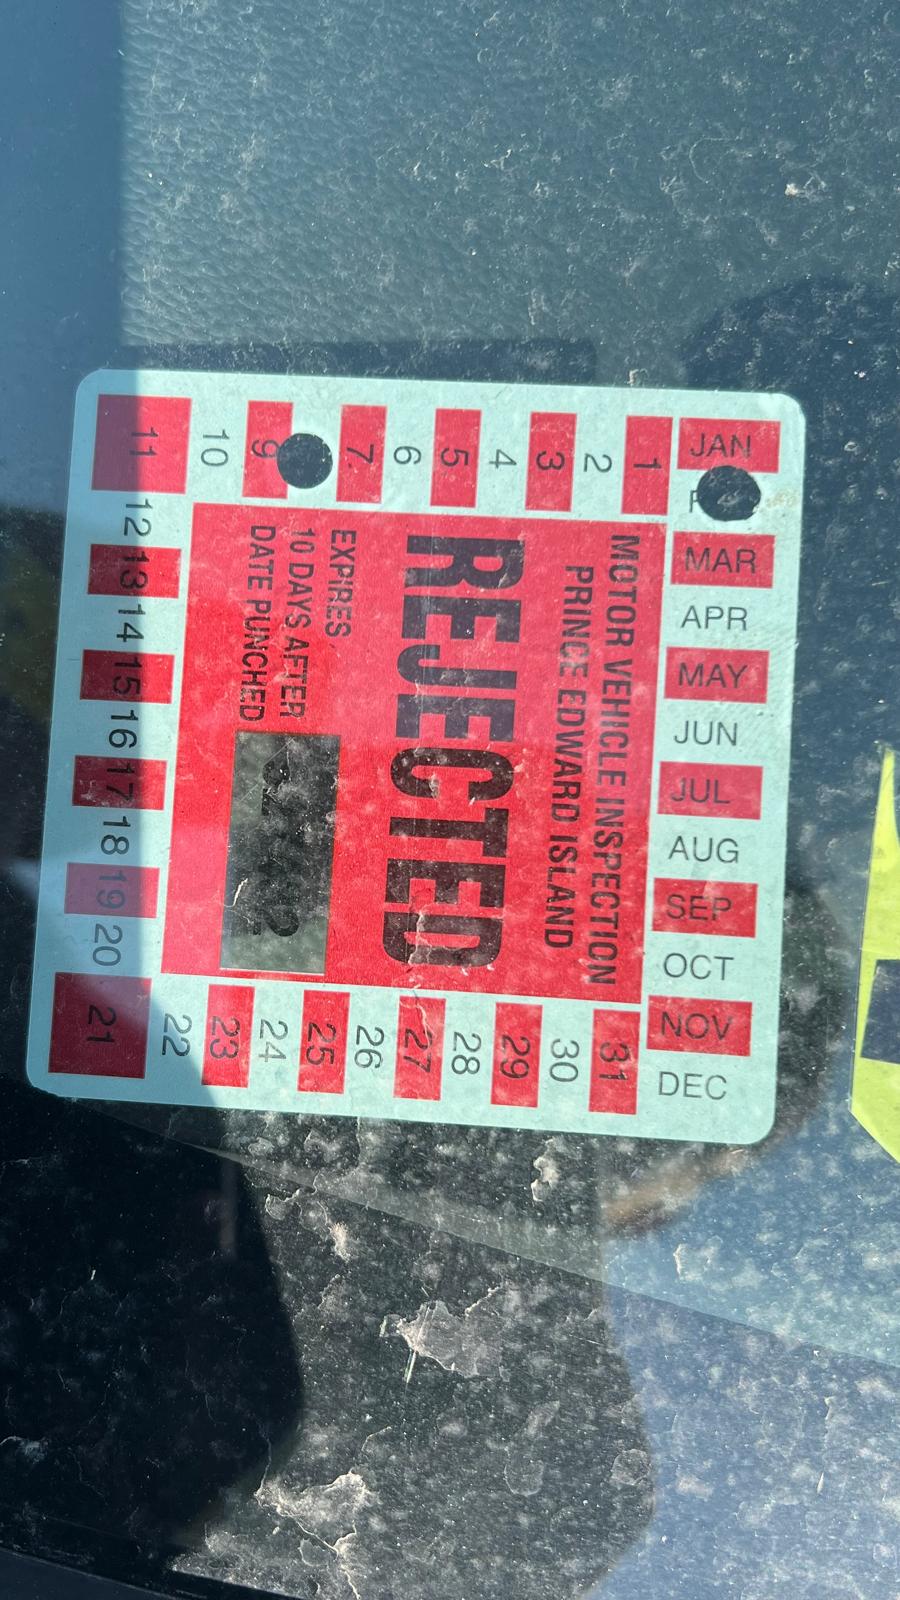 JAN
MAR
APR
MAY
JUN
JUL
AUG
SEP
OCT
NOV
DEC
1
2
3
4
5
6
7
9
10
11
12
13
14
15
16
17
18
19
20
21
22
23
24
25
26
27
28
29
30
31
MOTOR VEHICLE INSPECTION
PRINCE EDWARD ISLAND
REJECTED
EXPIRES
10 DAYS AFTER
DATE PUNCHED